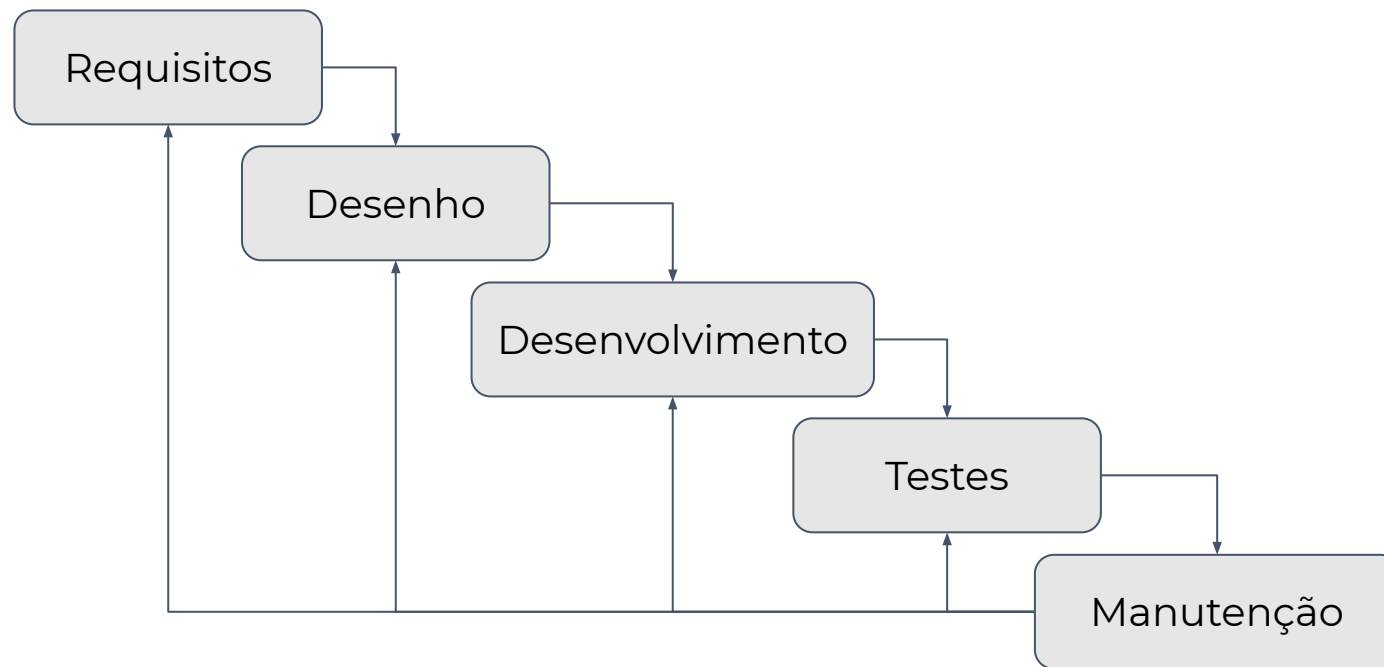 Requisitos
Desenho
Desenvolvimento
Testes
Manutenção